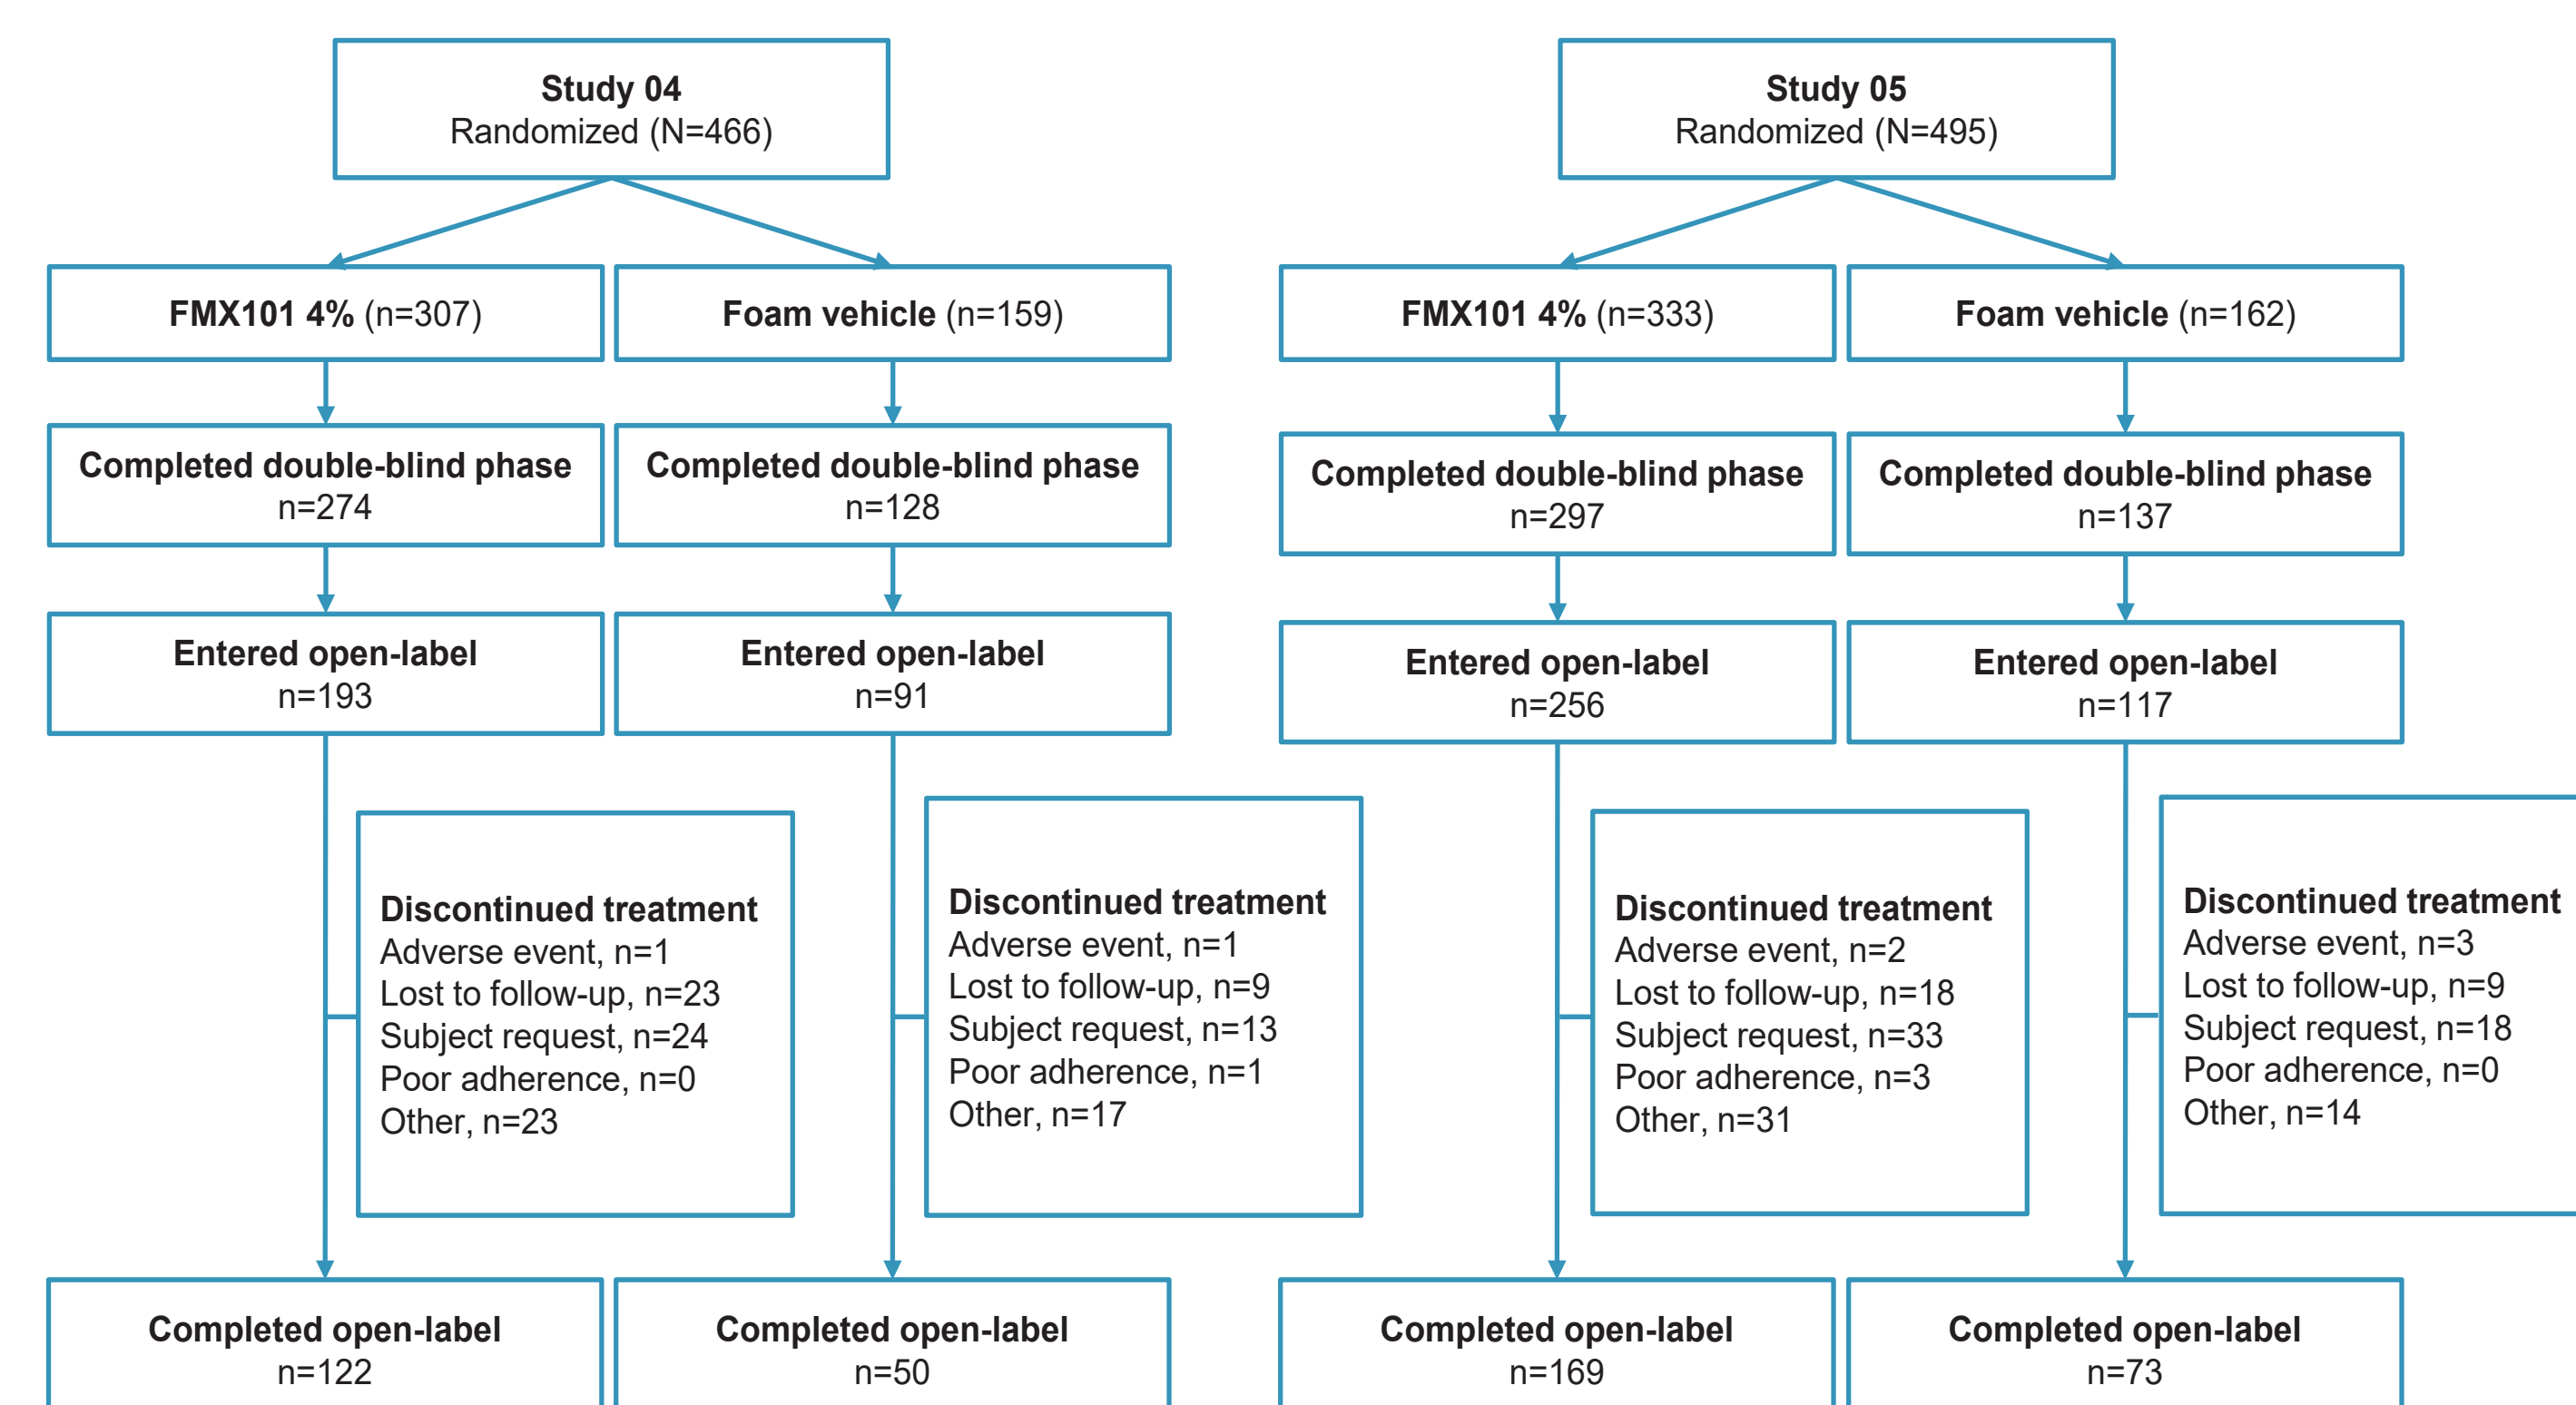 Study 04
Randomized (N=466)
FMX101 4% (n=307)
Foam vehicle (n=159)
Completed double-blind phase
n=274
Completed double-blind phase
n=128
Entered open-label
n=193
Entered open-label
n=91
Discontinued treatment
Adverse event, n=1
Lost to follow-up, n=23
Subject request, n=24
Poor adherence, n=0
Other, n=23
Discontinued treatment
Adverse event, n=1
Lost to follow-up, n=9
Subject request, n=13
Poor adherence, n=1
Other, n=17
Completed open-label
n=122
Completed open-label
n=50
Study 05
Randomized (N=495)
FMX101 4% (n=333)
Foam vehicle (n=162)
Completed double-blind phase
n=297
Completed double-blind phase
n=137
Entered open-label
n=256
Entered open-label
n=117
Discontinued treatment
Adverse event, n=2
Lost to follow-up, n=18
Subject request, n=33
Poor adherence, n=3
Other, n=31
Discontinued treatment
Adverse event, n=3
Lost to follow-up, n=9
Subject request, n=18
Poor adherence, n=0
Other, n=14
Completed open-label
n=169
Completed open-label
n=73